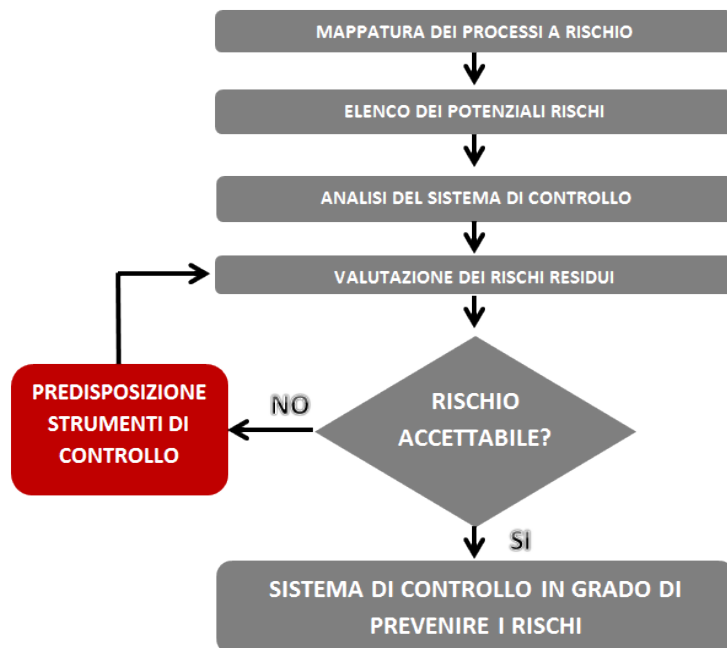 MAPPATURA DEI PROCESSI A RISCHIO
ELENCO DEI POTENZIALI RISCHI
ANALISI DEL SISTEMA DI CONTROLLO
VALUTAZIONE DEI RISCHI RESIDUI
RISCHIO
ACCETTABILE?
NO
PREDISPOSIZIONE
STRUMENTI DI
CONTROLLO
SI
SISTEMA DI CONTROLLO IN GRADO DI
PREVENIRE I RISCHI